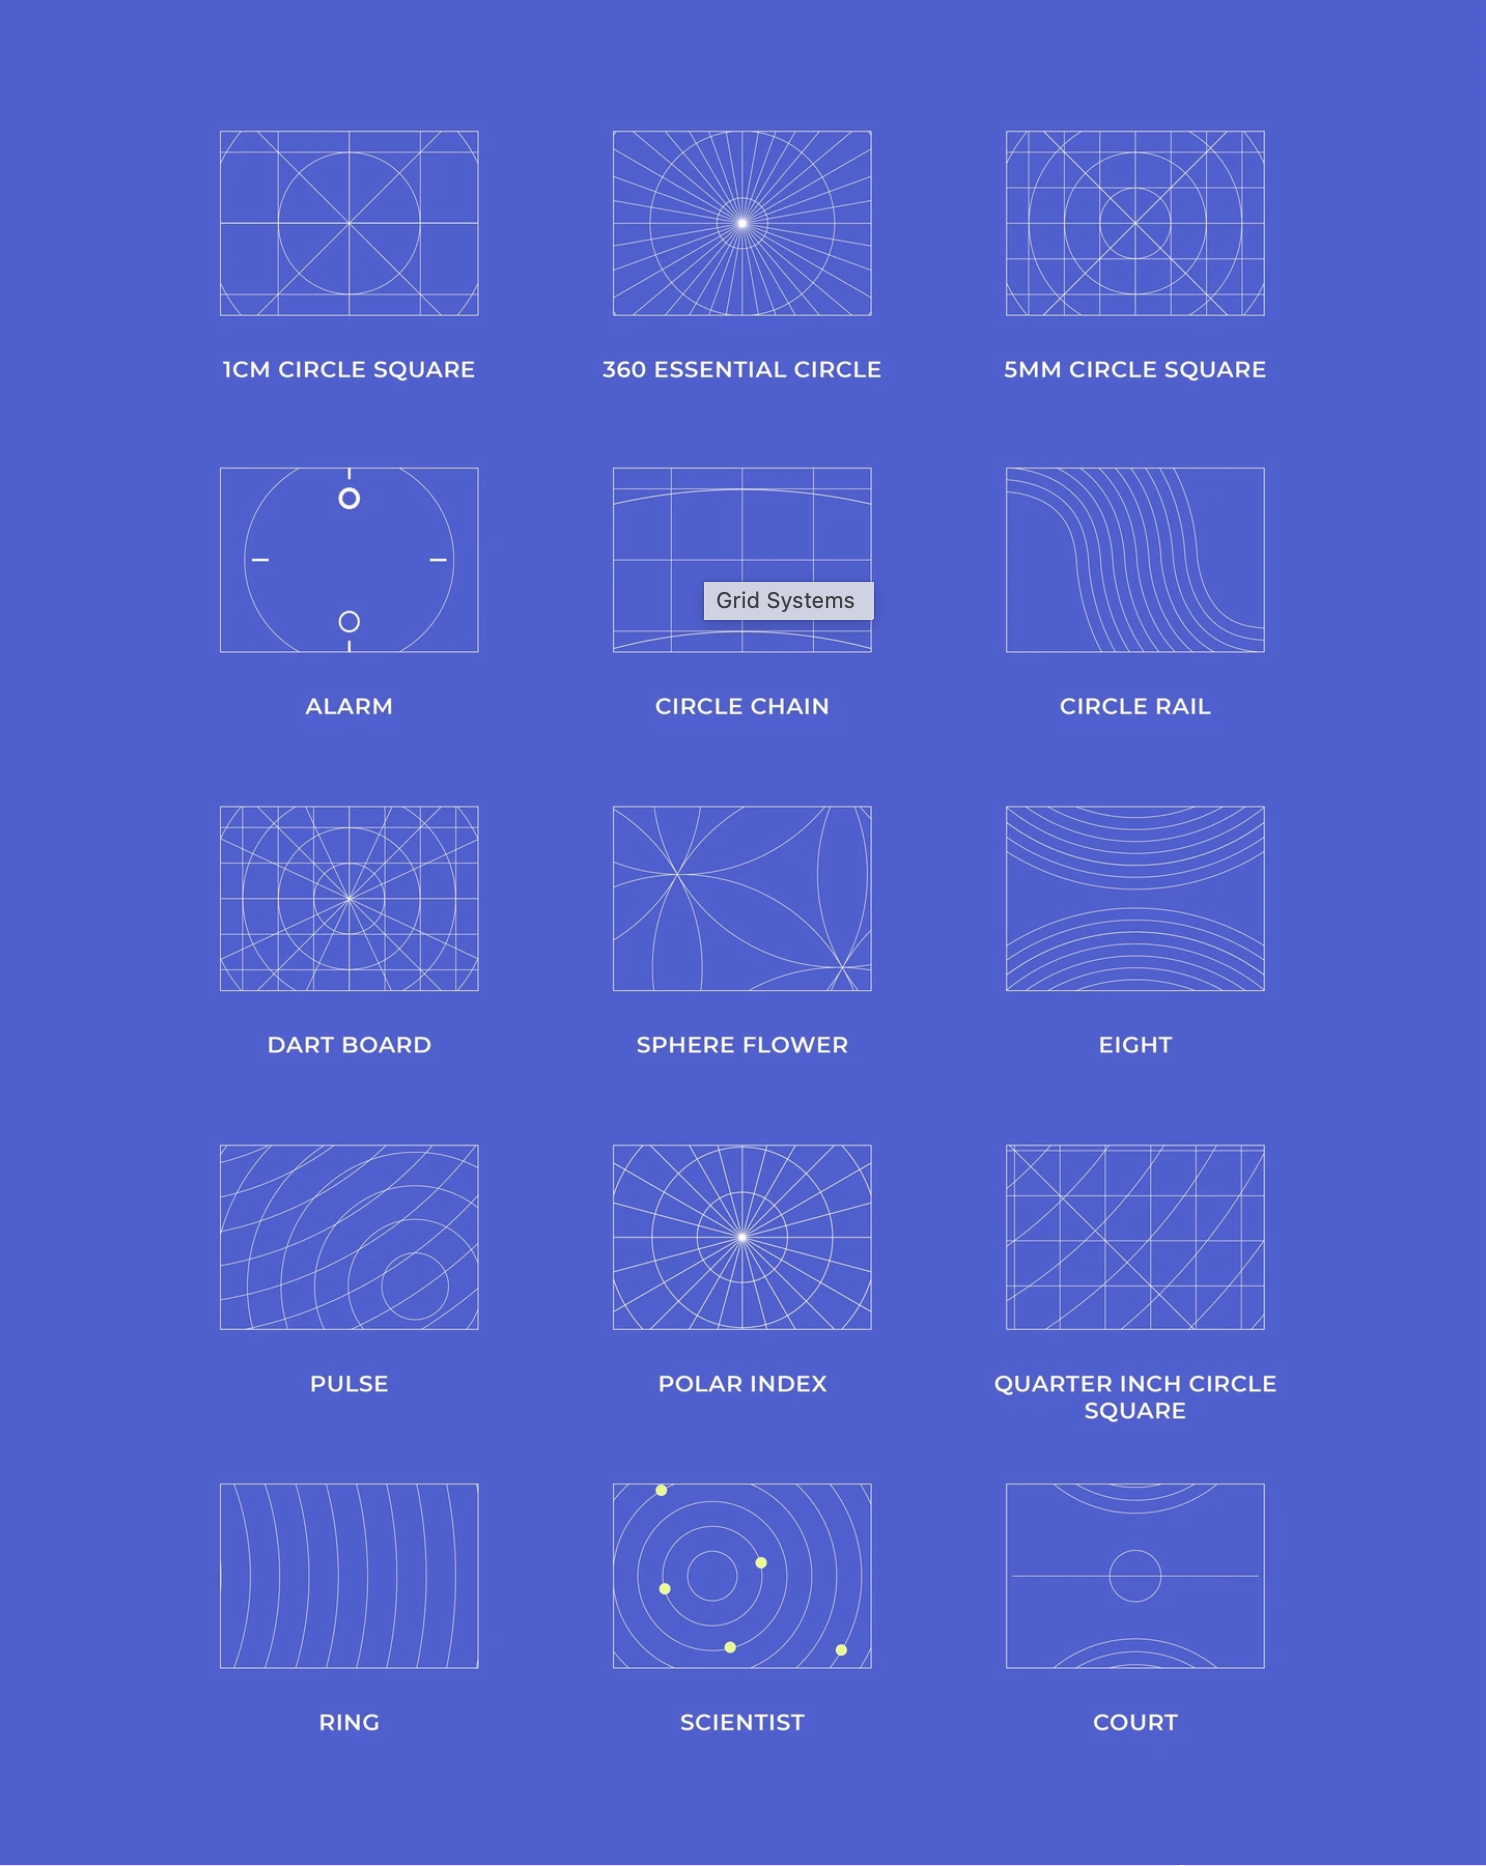 1CM CIRCLE SQUARE
360 ESSENTIAL CIRCLE
5MM CIRCLE SQUARE
Grid Systems
ALARM
CIRCLE CHAIN
CIRCLE RAIL
DART BOARD
SPHERE FLOWER
EIGHT
PULSE
POLAR INDEX
QUARTER INCH CIRCLE
SQUARE
RING
SCIENTIST
COURT